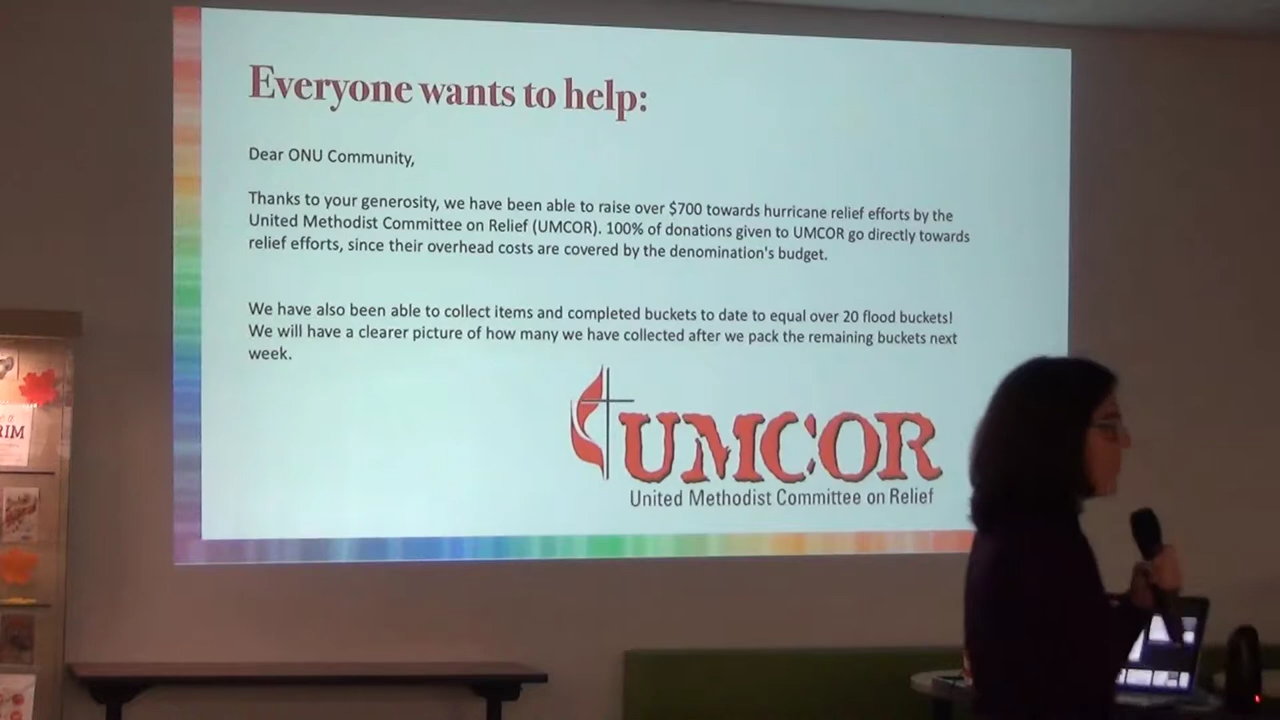 Everyone wants to help:
Dear ONU Community,
Thanks to your generosity, we have been able to raise over $700 towards hurricane relief efforts by the
United Methodist Committee on Relief (UMCOR). 100% of donations given to UMCOR go directly towards
relief efforts, since their overhead costs are covered by the denomination's budget.
We have also been able to collect items and completed buckets to date to equal over 20 flood buckets!
We will have a clearer picture of how many we have collected after we pack the remaining buckets next
week.
UMCOR
United Methodist Committee on Relief